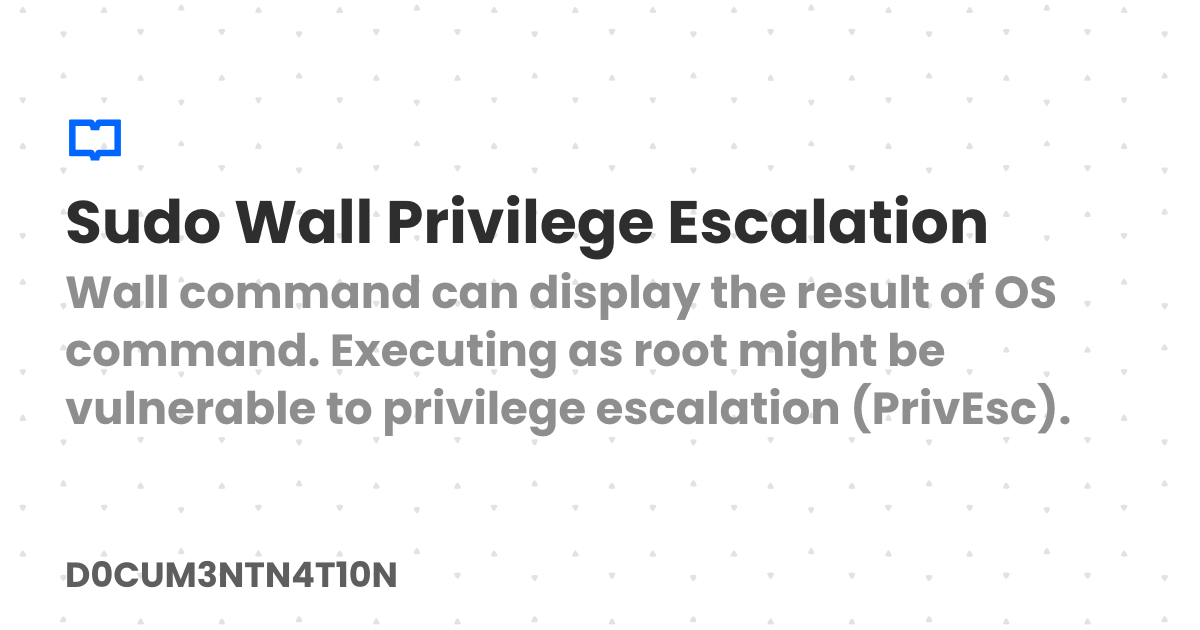 Sudo Wall Privilege Escalation
Wall command can display the result of OS
command. Executing as root might be
vulnerable to privilege escalation (PrivEsc).
D0CUM3NTN4T10N